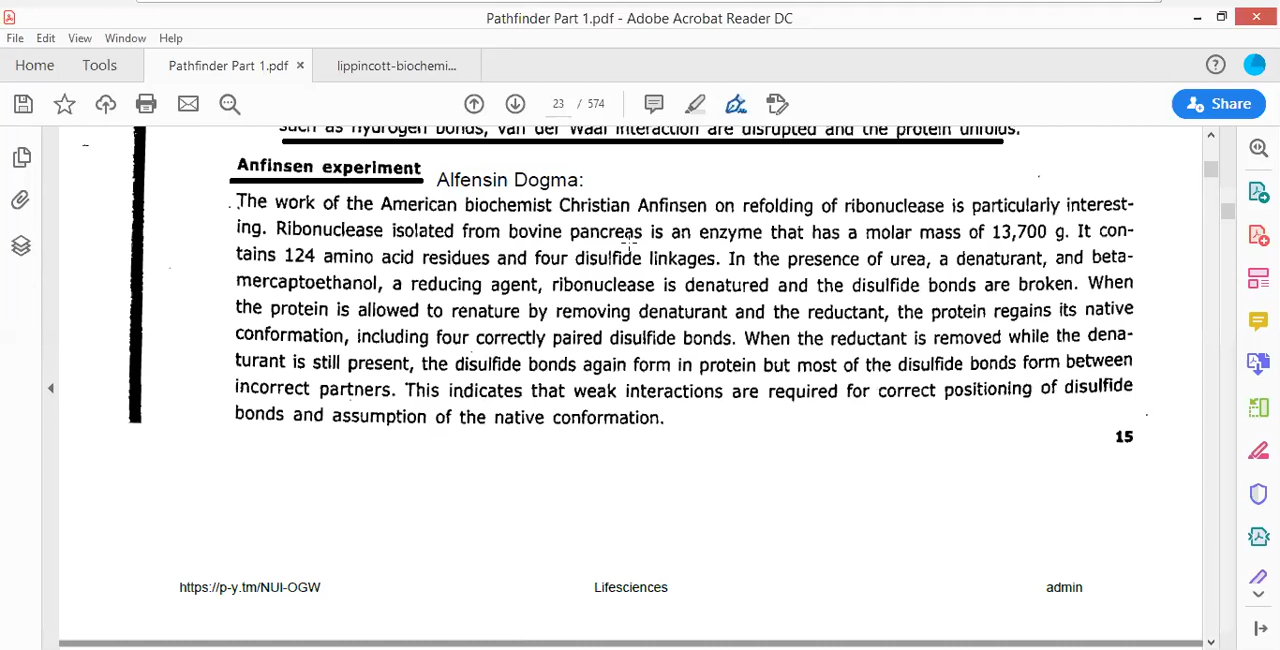 Pathfinder Part 1.pdf - Adobe Acrobat Reader DC
File Edit View Window Help
Home Tools Pathfinder Part 1.pdf × lippincott-biochemi...
23 / 574
Share
such as hydrogen bonds, van der Waal interaction are disrupted and the protein unfolds.
Anfinsen experiment
Alfensin Dogma:
The work of the American biochemist Christian Anfinsen on refolding of ribonuclease is particularly interest-
ing. Ribonuclease isolated from bovine pancreas is an enzyme that has a molar mass of 13,700 g. It con-
tains 124 amino acid residues and four disulfide linkages. In the presence of urea, a denaturant, and beta-
mercaptoethanol, a reducing agent, ribonuclease is denatured and the disulfide bonds are broken. When
the protein is allowed to renature by removing denaturant and the reductant, the protein regains its native
conformation, including four correctly paired disulfide bonds. When the reductant is removed while the dena-
turant is still present, the disulfide bonds again form in protein but most of the disulfide bonds form between
incorrect partners. This indicates that weak interactions are required for correct positioning of disulfide
bonds and assumption of the native conformation.
15
https://p-y.tm/NUI-OGW Lifesciences admin